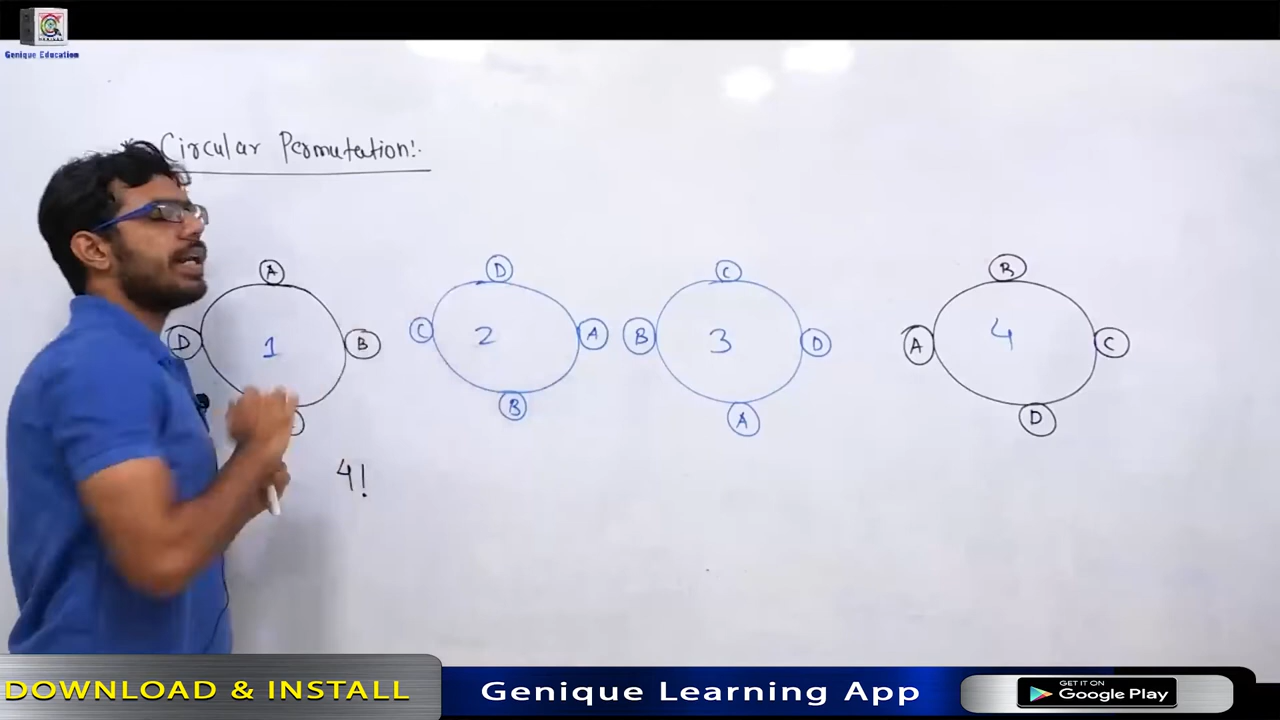 Genique Education
Circular Permutation:
A
D
1
B
4!
D
C
2
A
B
C
B
3
D
A
B
A
4
C
D
DOWNLOAD & INSTALL
Genique Learning App
GET IT ON
Google Play